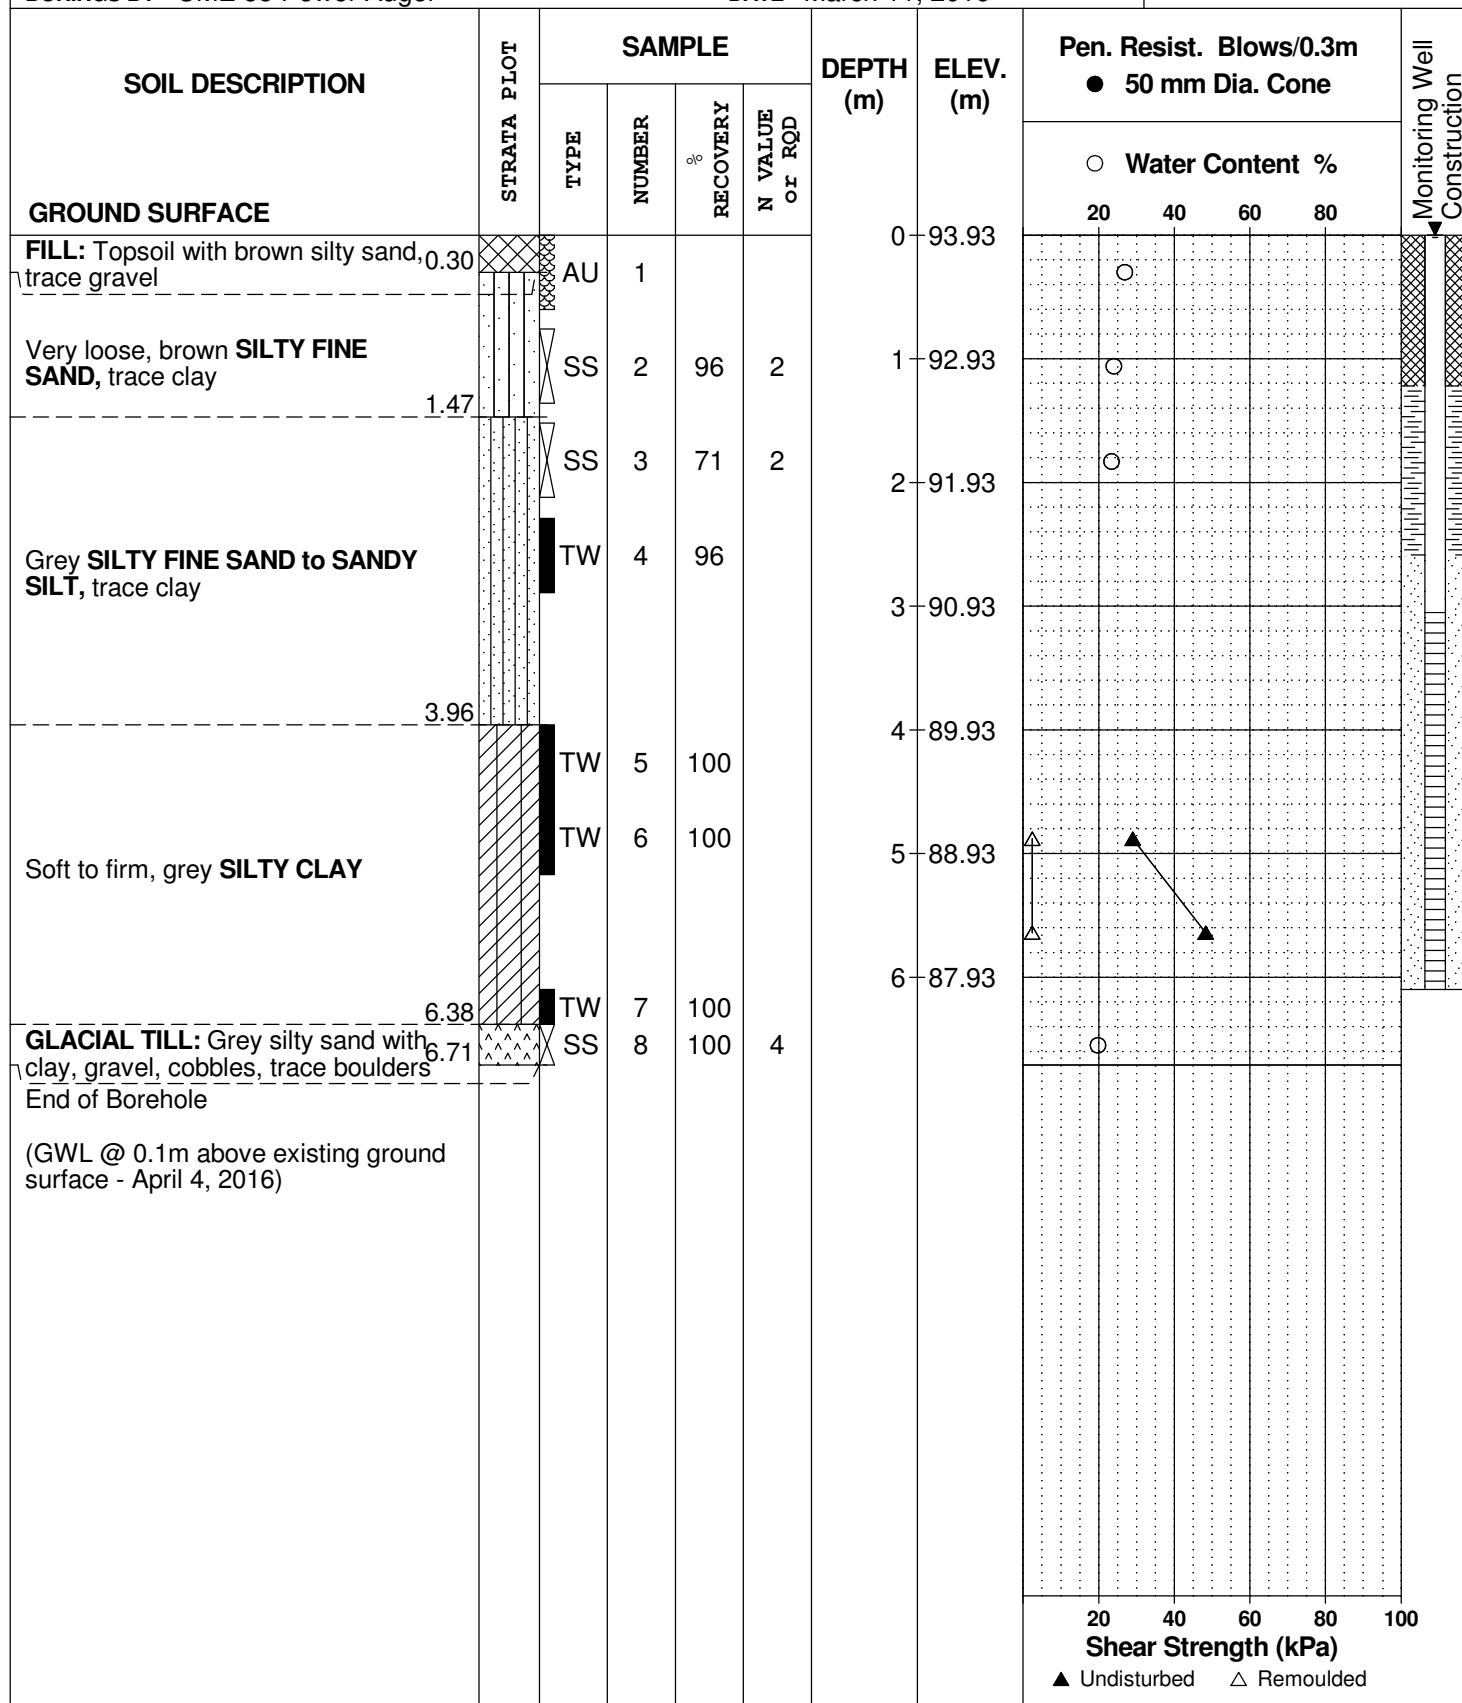 SOIL DESCRIPTION
GROUND SURFACE
STRATA PLOT
SAMPLE
TYPE
NUMBER
% RECOVERY
N VALUE or RQD
DEPTH (m)
ELEV. (m)
Pen. Resist. Blows/0.3m
● 50 mm Dia. Cone
○ Water Content %
20 40 60 80
Monitoring Well Construction
FILL: Topsoil with brown silty sand, 0.30
trace gravel
AU 1
0 93.93
Very loose, brown SILTY FINE
SAND, trace clay
1.47
SS 2 96 2
1 92.93
SS 3 71 2
2 91.93
Grey SILTY FINE SAND to SANDY
SILT, trace clay
TW 4 96
3 90.93
3.96
4 89.93
TW 5 100
TW 6 100
5 88.93
Soft to firm, grey SILTY CLAY
6 87.93
6.38
TW 7 100
GLACIAL TILL: Grey silty sand with 6.71
clay, gravel, cobbles, trace boulders
SS 8 100 4
End of Borehole
(GWL @ 0.1m above existing ground
surface - April 4, 2016)
20 40 60 80 100
Shear Strength (kPa)
▲ Undisturbed △ Remoulded